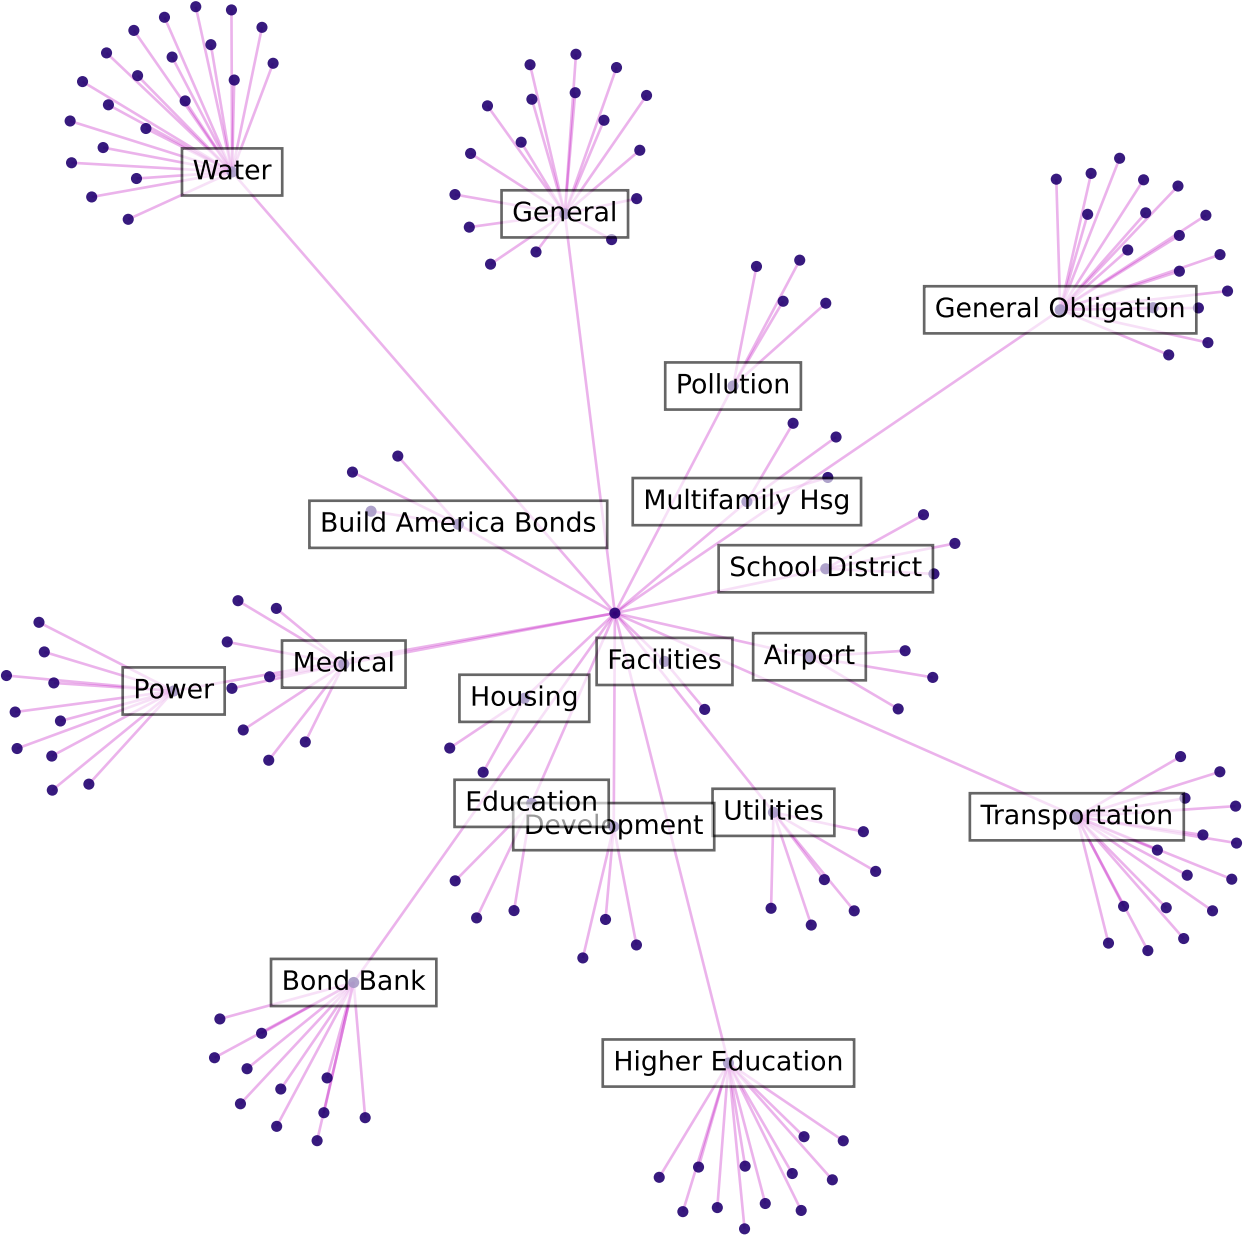 Water
General
General Obligation
Pollution
Multifamily Hsg
Build America Bonds
School District
Medical
Facilities
Airport
Power
Housing
Education
Development
Utilities
Transportation
Bond Bank
Higher Education